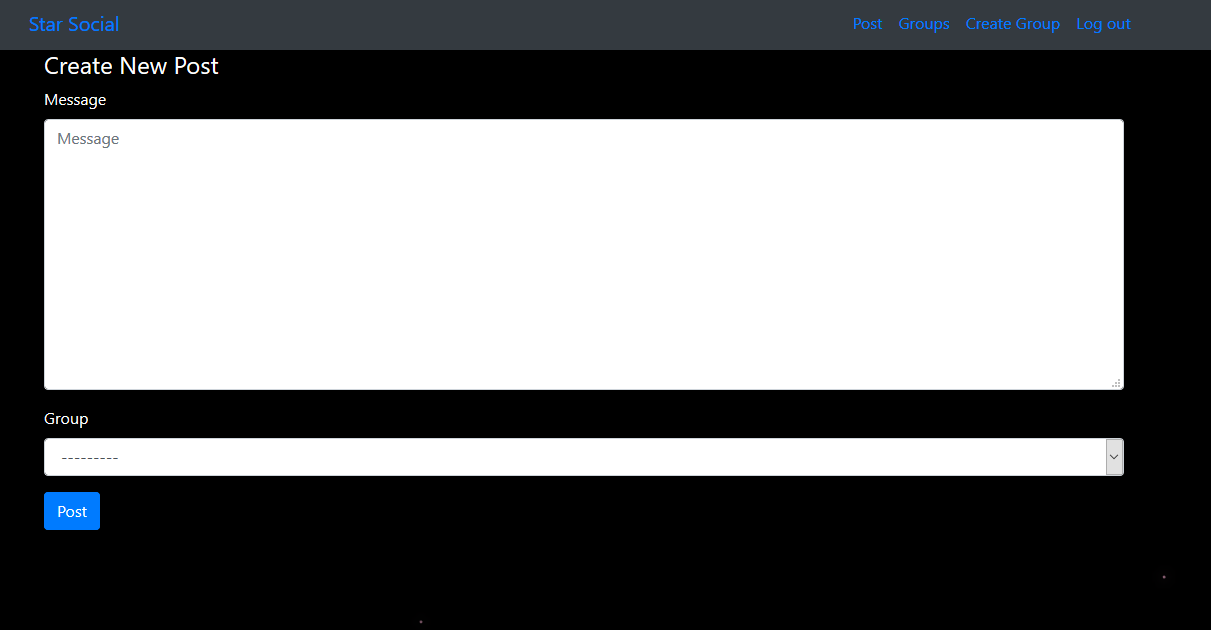 Star Social
Post Groups Create Group Log out
Create New Post
Message
Message
Group
---------
Post